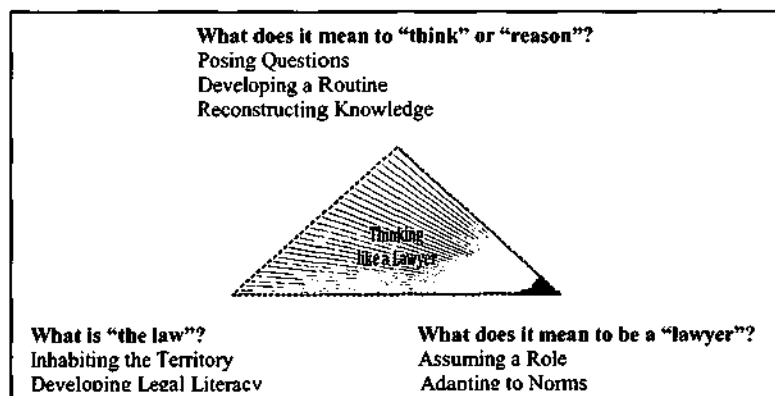 What does it mean to “think” or “reason”?
Posing Questions
Developing a Routine
Reconstructing Knowledge
Thinking
like a Lawyer
What is “the law”?
Inhabiting the Territory
Developing Legal Literacy
What does it mean to be a “lawyer”?
Assuming a Role
Adapting to Norms